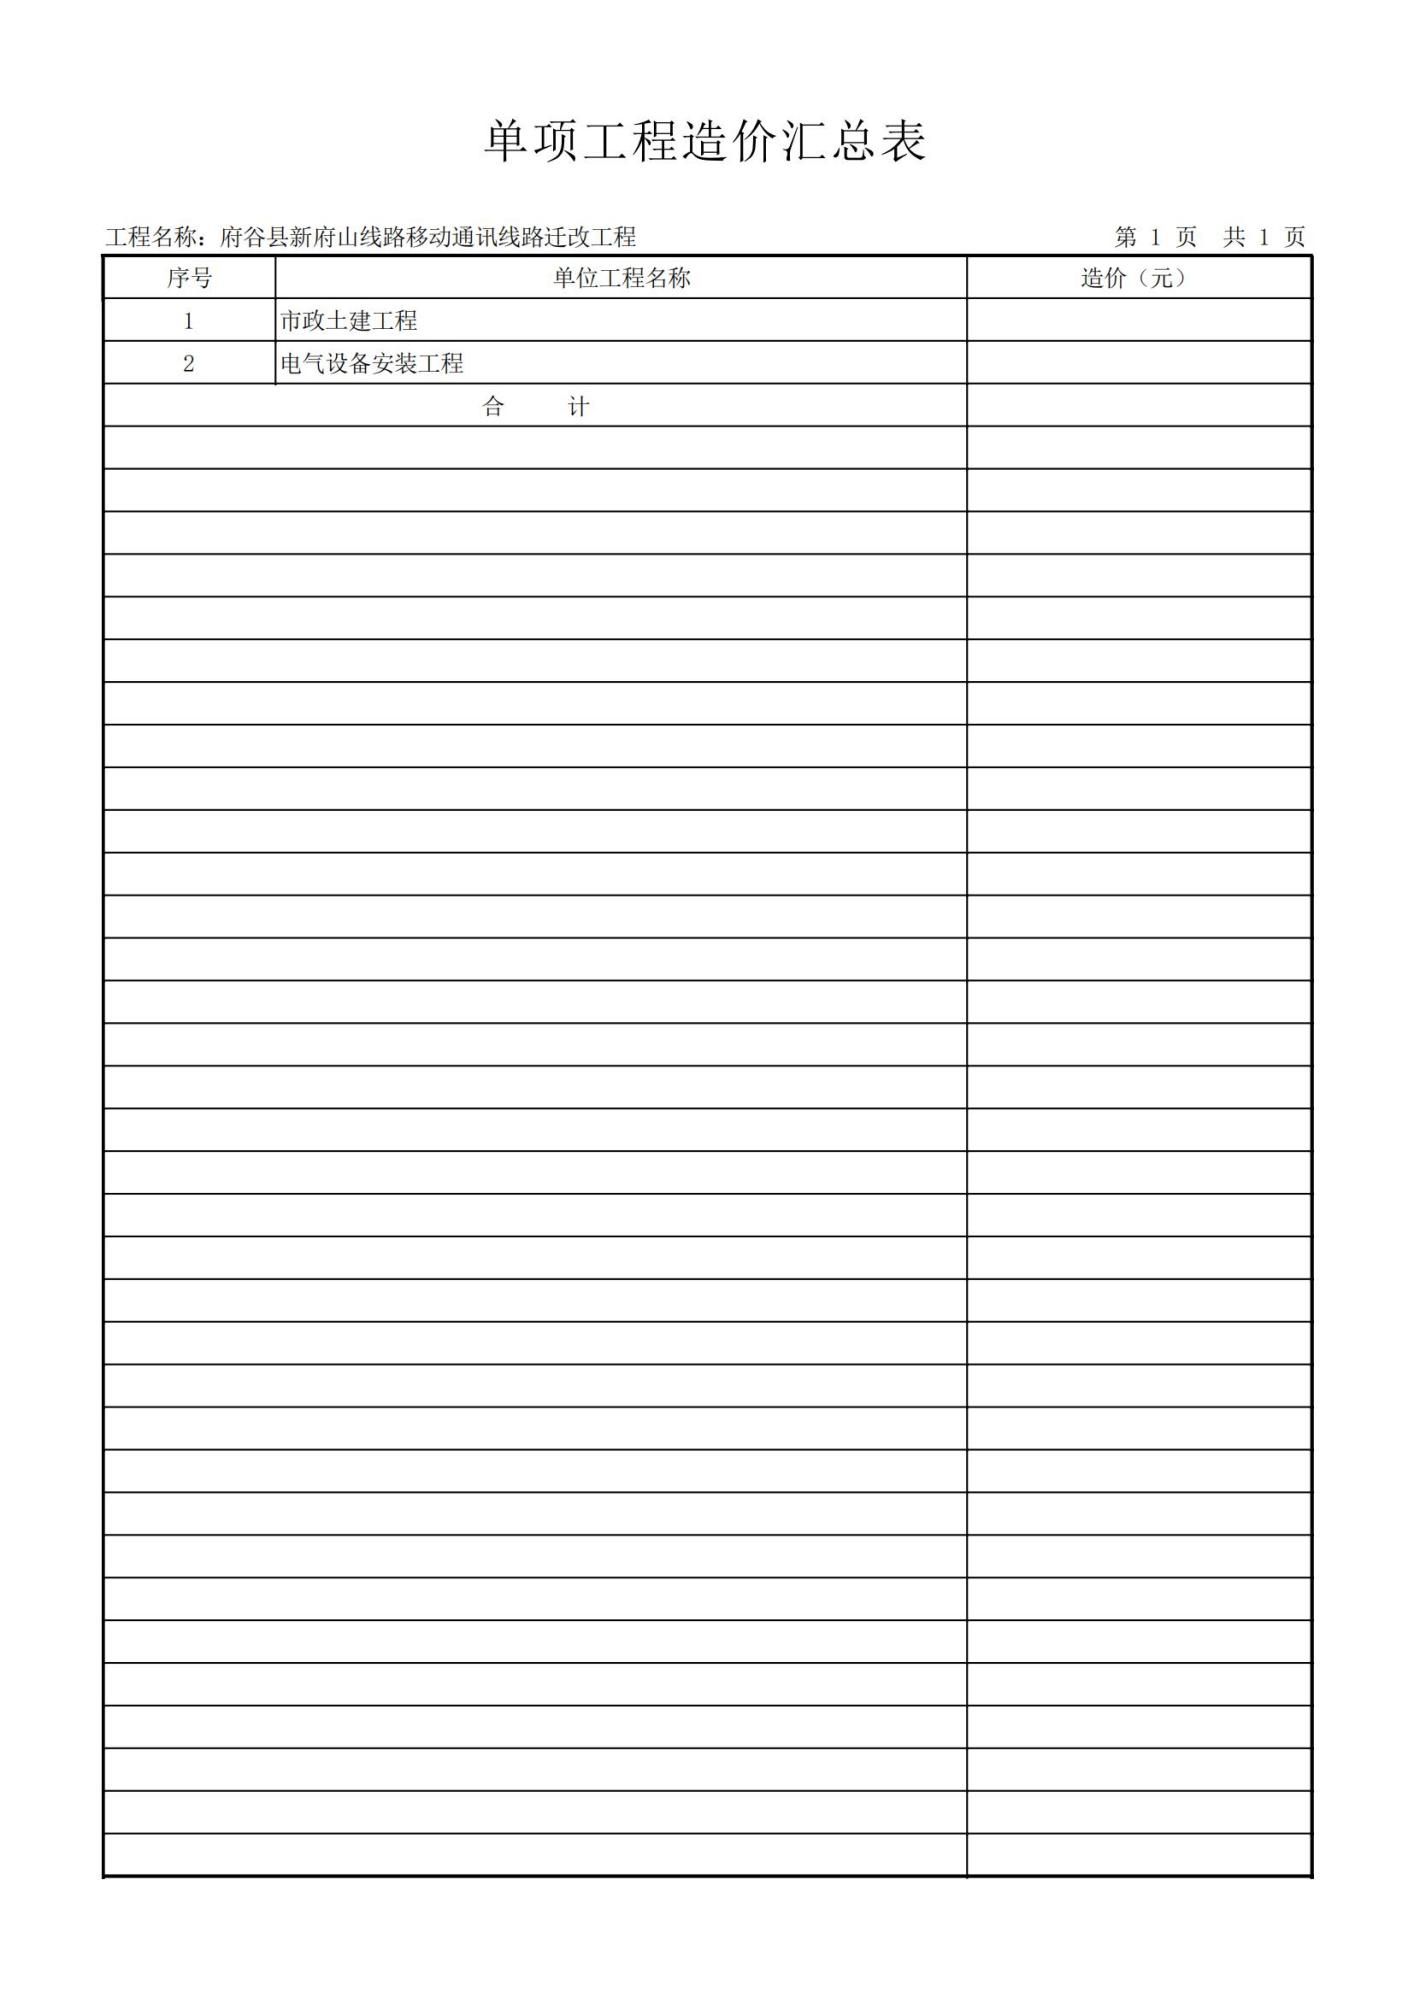 单项工程造价汇总表
工程名称：府谷县新府山线路移动通讯线路迁改工程 第 1 页 共 1 页
序号 单位工程名称 造价（元）
1 市政土建工程
2 电气设备安装工程
合 计